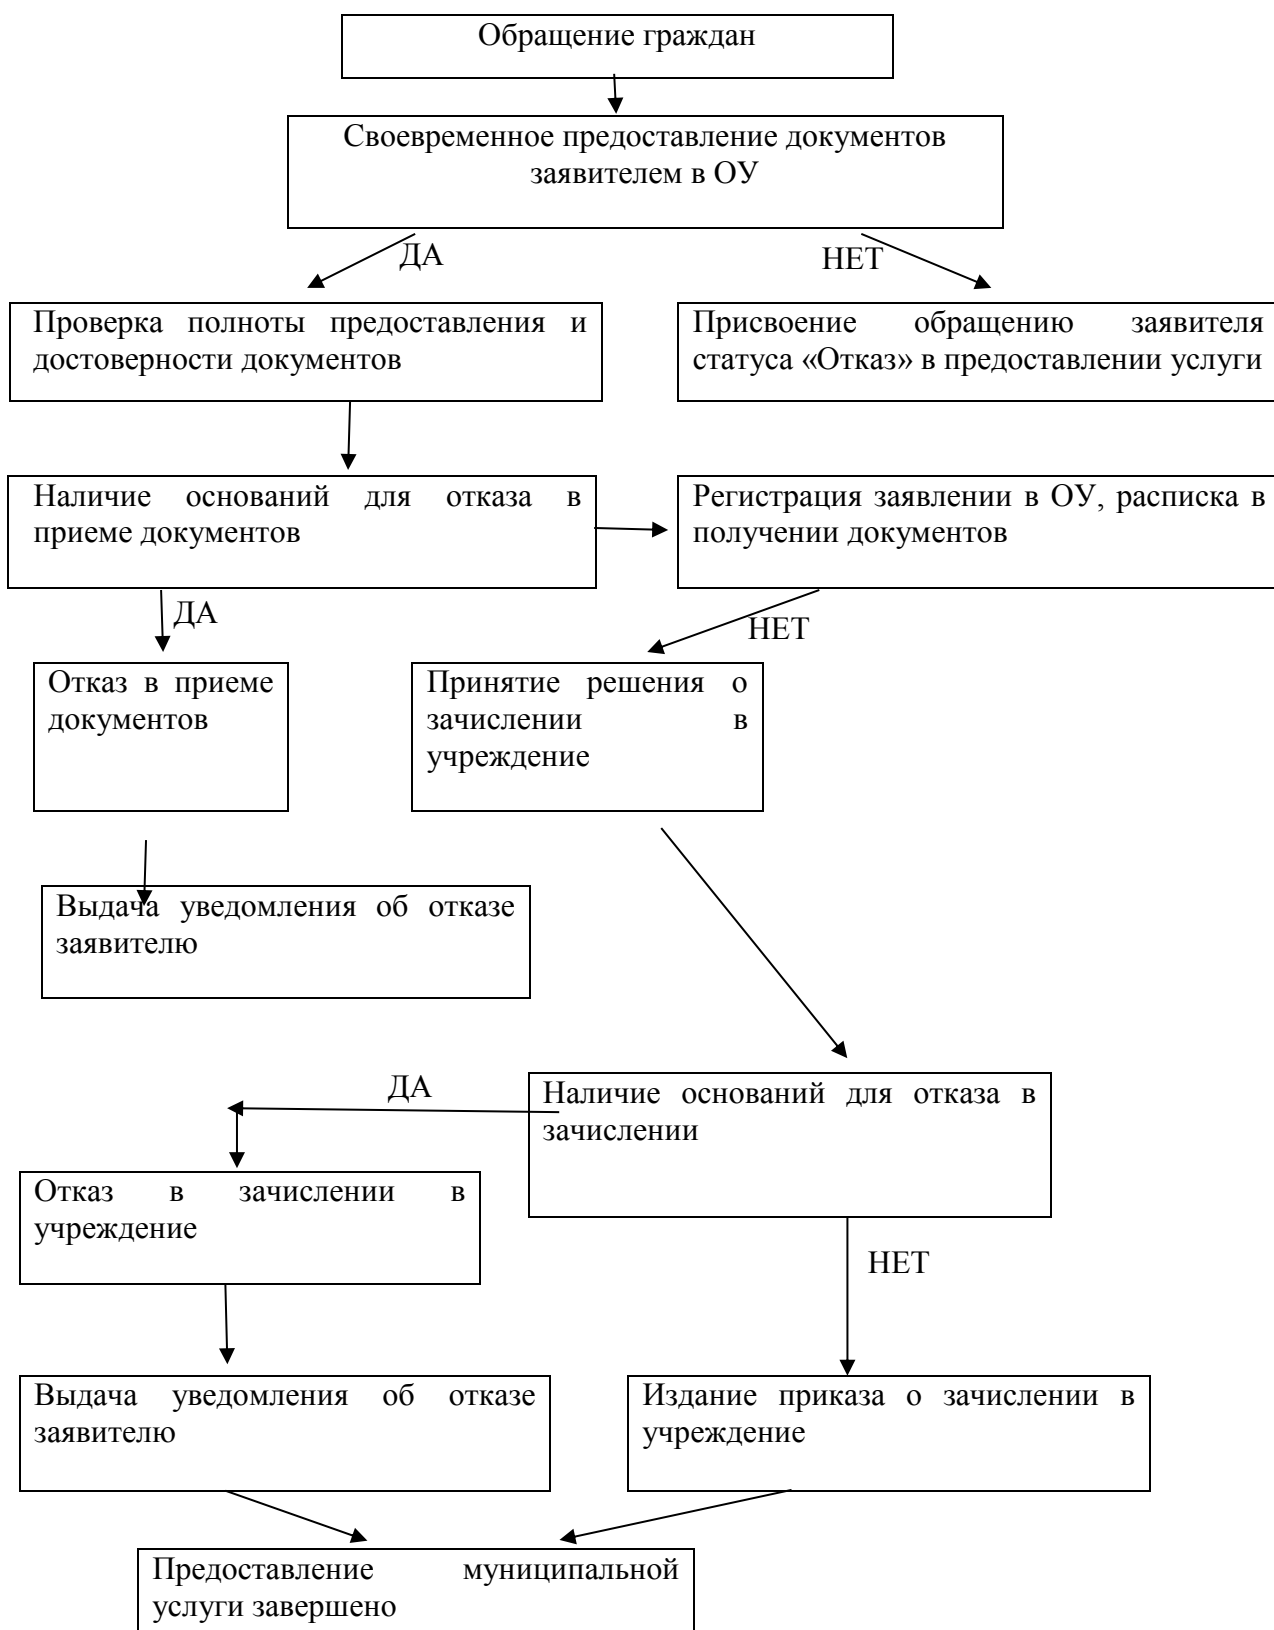 Обращение граждан
Своевременное предоставление документов
заявителем в ОУ
ДА
НЕТ
Проверка полноты предоставления и
достоверности документов
Присвоение обращению заявителя
статуса «Отказ» в предоставлении услуги
Наличие оснований для отказа в
приеме документов
Регистрация заявлении в ОУ, расписка в
получении документов
ДА
НЕТ
Отказ в приеме
документов
Принятие решения о
зачислении в
учреждение
Выдача уведомления об отказе
заявителю
ДА
Наличие оснований для отказа в
зачислении
Отказ в зачислении в
учреждение
НЕТ
Выдача уведомления об отказе
заявителю
Издание приказа о зачислении в
учреждение
Предоставление муниципальной
услуги завершено